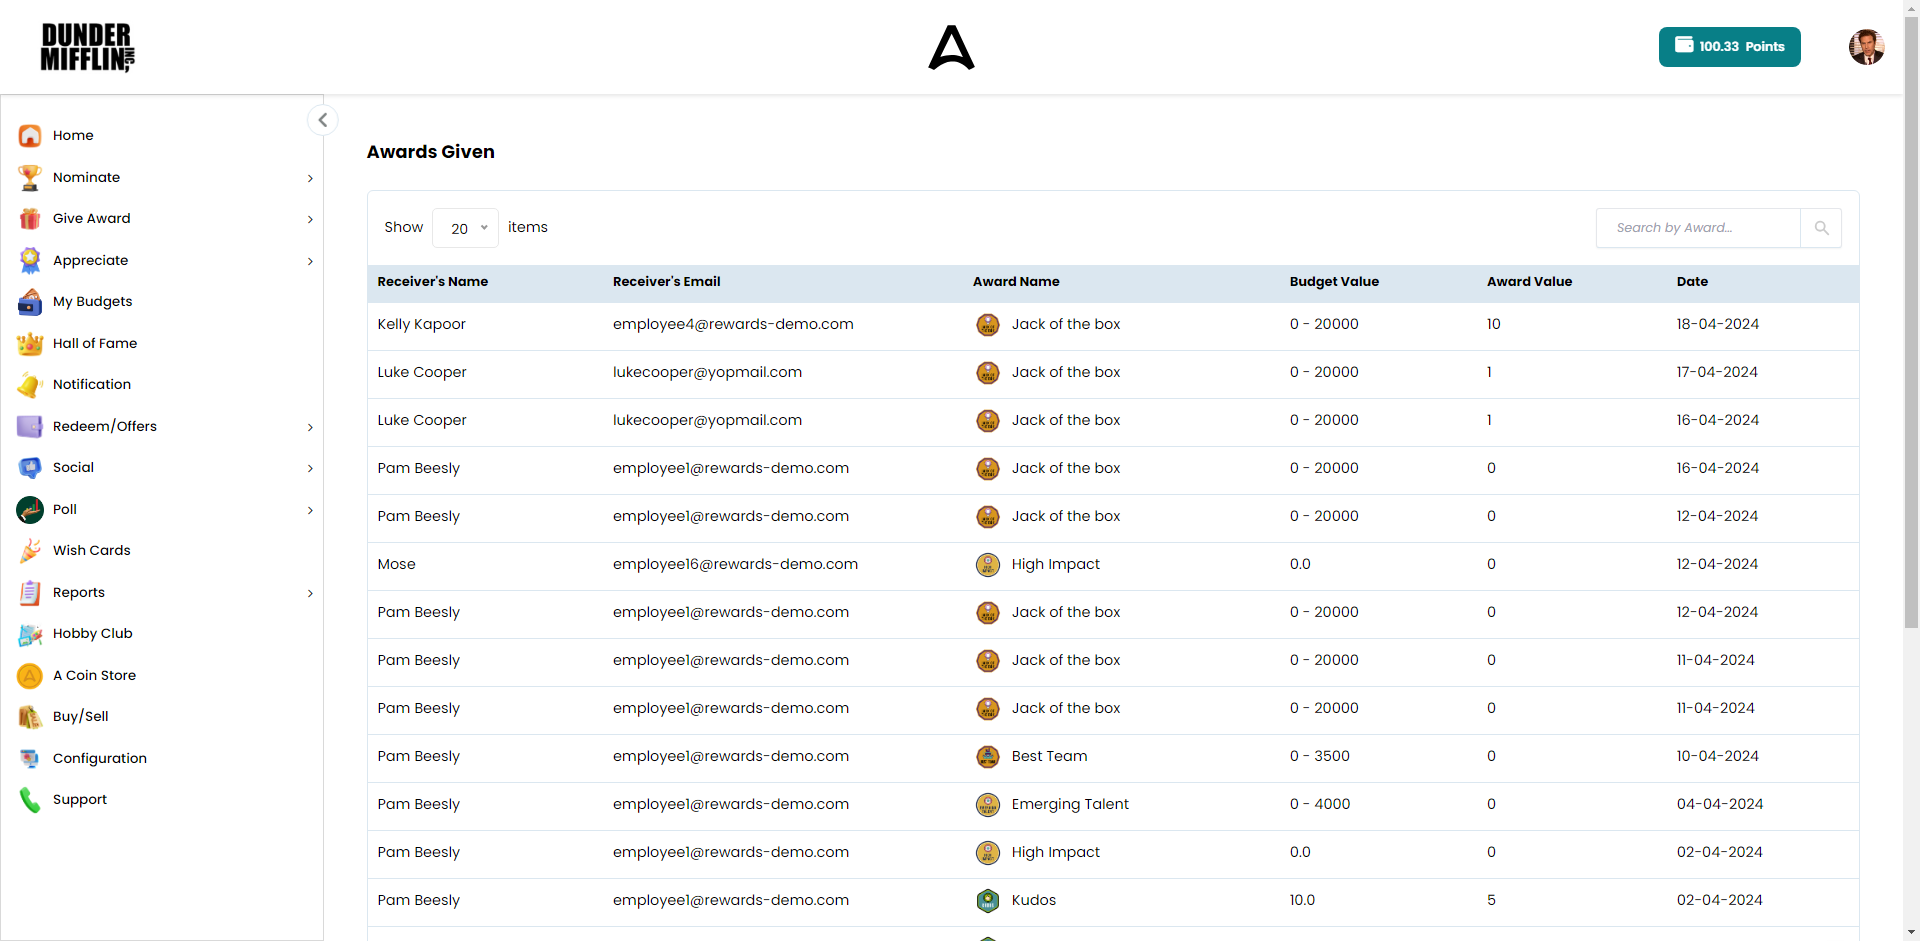 DUNDER
MIFFLIN INC,
100.33 Points
Home
Nominate
Give Award
Appreciate
My Budgets
Hall of Fame
Notification
Redeem/Offers
Social
Poll
Wish Cards
Reports
Hobby Club
A Coin Store
Buy/Sell
Configuration
Support
Awards Given
Show 20 items
Search by Award...
Receiver's Name Receiver's Email Award Name Budget Value Award Value Date
Kelly Kapoor employee4@rewards-demo.com Jack of the box 0 - 20000 10 18-04-2024
Luke Cooper lukecooper@yopmail.com Jack of the box 0 - 20000 1 17-04-2024
Luke Cooper lukecooper@yopmail.com Jack of the box 0 - 20000 1 16-04-2024
Pam Beesly employee1@rewards-demo.com Jack of the box 0 - 20000 0 16-04-2024
Pam Beesly employee1@rewards-demo.com Jack of the box 0 - 20000 0 12-04-2024
Mose employee16@rewards-demo.com High Impact 0.0 0 12-04-2024
Pam Beesly employee1@rewards-demo.com Jack of the box 0 - 20000 0 12-04-2024
Pam Beesly employee1@rewards-demo.com Jack of the box 0 - 20000 0 11-04-2024
Pam Beesly employee1@rewards-demo.com Jack of the box 0 - 20000 0 11-04-2024
Pam Beesly employee1@rewards-demo.com Best Team 0 - 3500 0 10-04-2024
Pam Beesly employee1@rewards-demo.com Emerging Talent 0 - 4000 0 04-04-2024
Pam Beesly employee1@rewards-demo.com High Impact 0.0 0 02-04-2024
Pam Beesly employee1@rewards-demo.com Kudos 10.0 5 02-04-2024